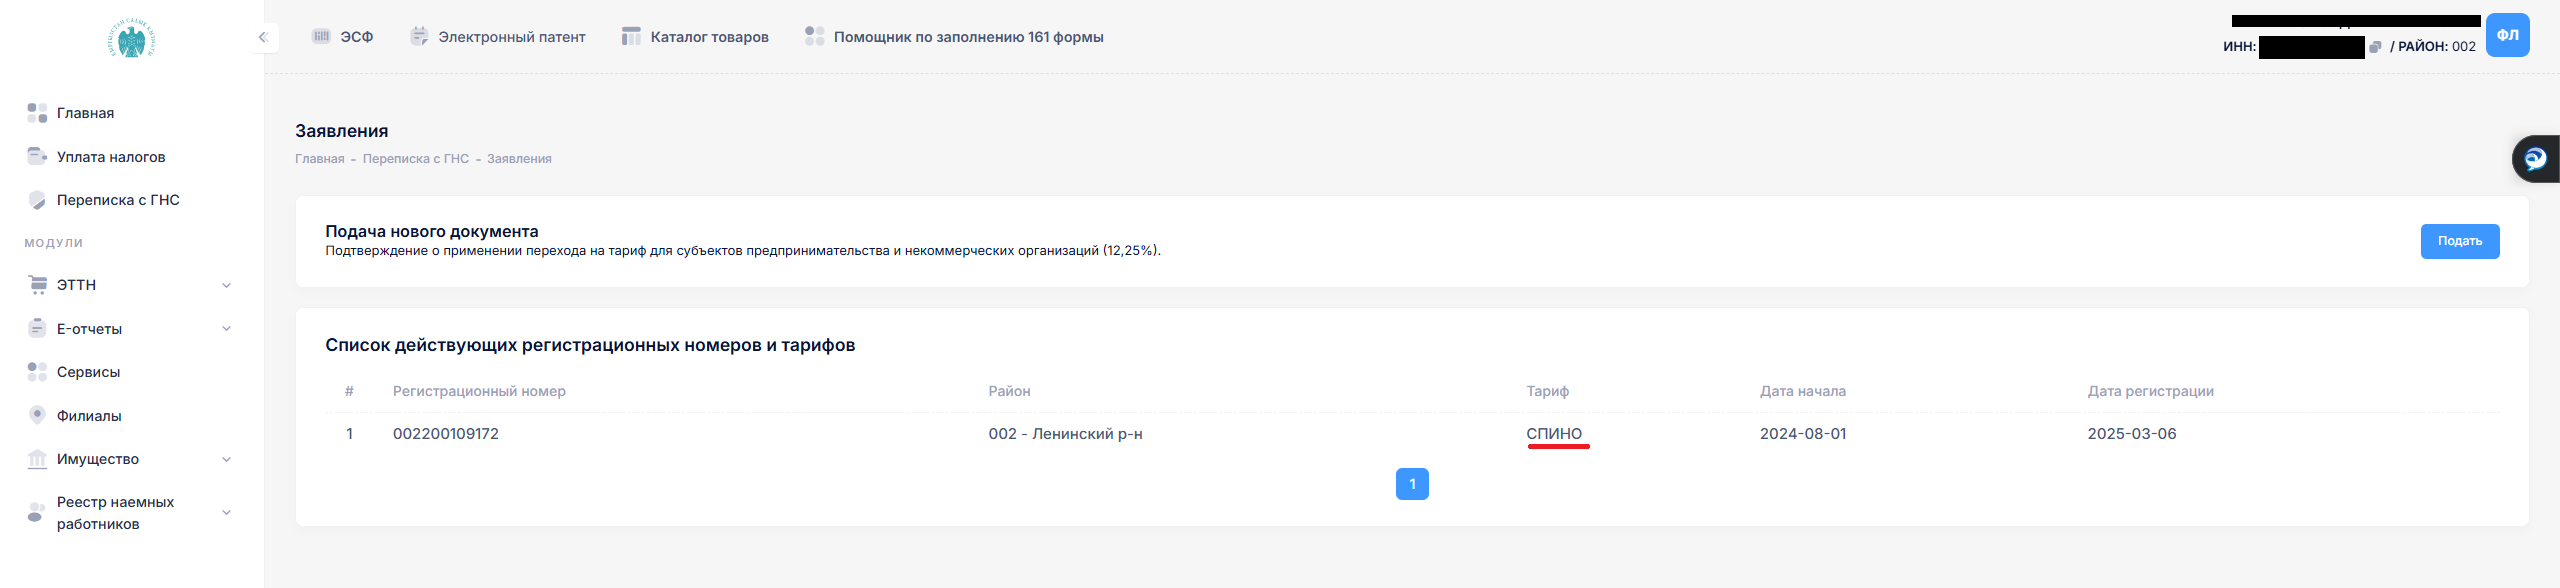 ЭСФ
Электронный патент
Каталог товаров
Помощник по заполнению 161 формы
ИНН:
/ РАЙОН: 002
ФЛ
Главная
Уплата налогов
Переписка с ГНС
МОДУЛИ
ЭТТН
Е-отчеты
Сервисы
Филиалы
Имущество
Реестр наемных
работников
Заявления
Главная - Переписка с ГНС - Заявления
Подача нового документа
Подтверждение о применении перехода на тариф для субъектов предпринимательства и некоммерческих организаций (12,25%).
Подать
Список действующих регистрационных номеров и тарифов
# Регистрационный номер Район Тариф Дата начала Дата регистрации
1 002200109172 002 - Ленинский р-н СПИНО 2024-08-01 2025-03-06
1